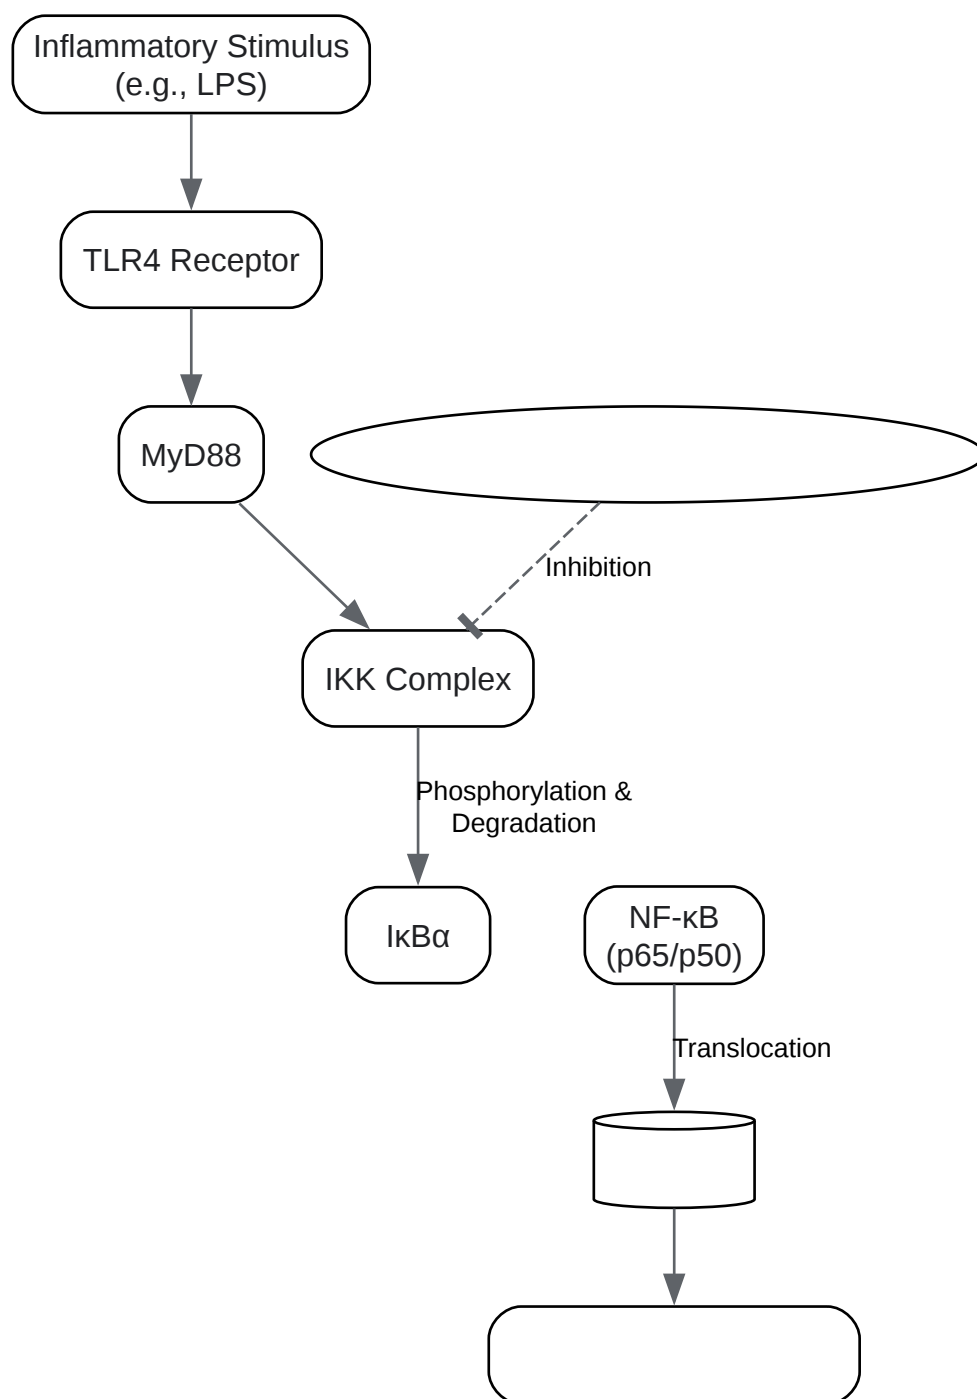 Inflammatory Stimulus
(e.g., LPS)
TLR4 Receptor
MyD88
Inhibition
IKK Complex
Phosphorylation &
Degradation
IκBα
NF-κB
(p65/p50)
Translocation